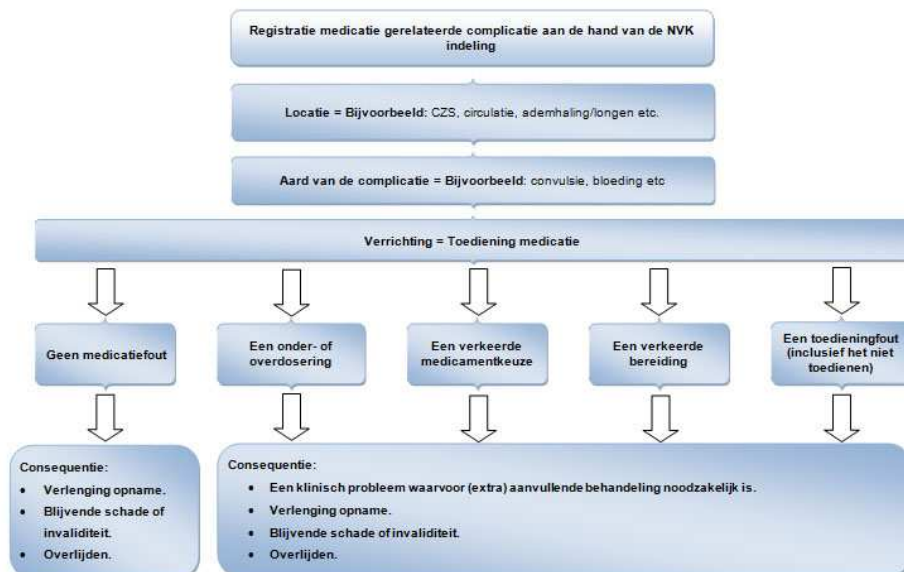 Registratie medicatie gerelateerde complicatie aan de hand van de NVK
indeling
Locatie = Bijvoorbeeld: CZS, circulatie, ademhaling/longen etc.
Aard van de complicatie = Bijvoorbeeld: convulsie, bloeding etc
Verrichting = Toediening medicatie
Geen medicatiefout
Een onder- of
overdosering
Een verkeerde
medicamentkeuze
Een verkeerde
bereiding
Een toedieningfout
(inclusief het niet
toedienen)
Consequentie:
• Verlenging opname.
• Blijvende schade of
invaliditeit.
• Overlijden.
Consequentie:
• Een klinisch probleem waarvoor (extra) aanvullende behandeling noodzakelijk is.
• Verlenging opname.
• Blijvende schade of invaliditeit.
• Overlijden.